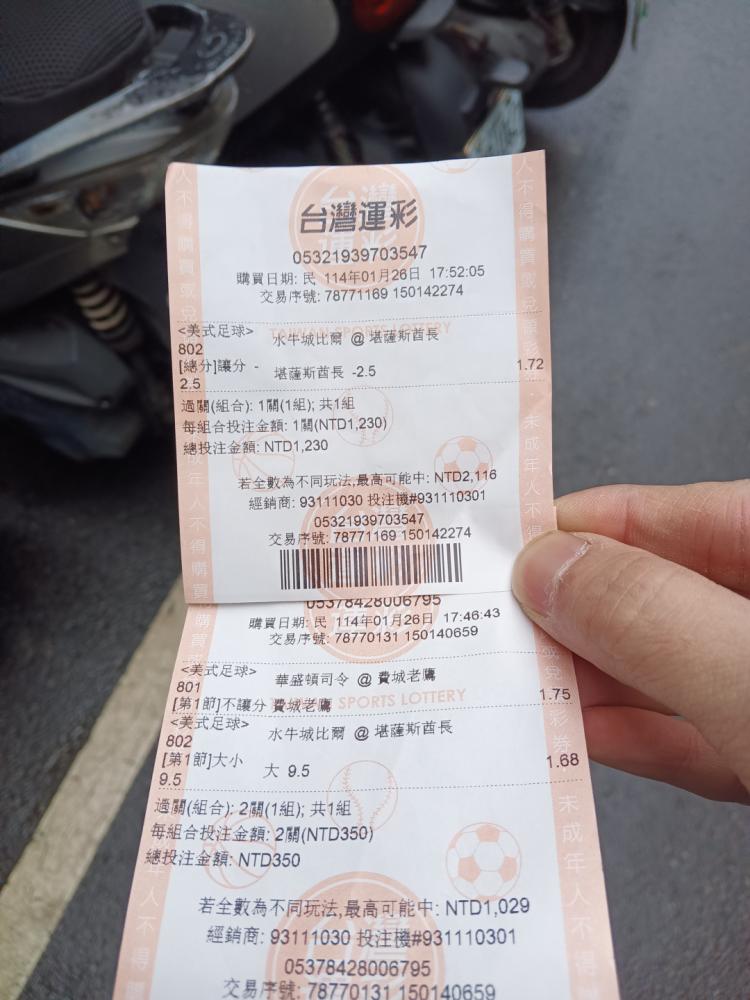 台灣運彩
05321939703547
購買日期: 民 114年01月26日 17:52:05
交易序號: 78771169 150142274
TAIWAN SPORTS LOTTERY
<美式足球>
802 水牛城比爾 @ 堪薩斯酋長
[總分]讓分 -
2.5 堪薩斯酋長 -2.5 1.72
過關(組合): 1關(1組); 共1組
每組合投注金額: 1關(NTD1,230)
總投注金額: NTD1,230
若全數為不同玩法,最高可能中: NTD2,116
經銷商: 93111030 投注機#931110301
05321939703547
交易序號: 78771169 150142274
05378428006795
購買日期: 民 114年01月26日 17:46:43
交易序號: 78770131 150140659
<美式足球>
801 華盛頓司令 @ 費城老鷹
[第1節]不讓分 費城老鷹 1.75
SPORTS LOTTERY
<美式足球>
802 水牛城比爾 @ 堪薩斯酋長
[第1節]大小
9.5 大 9.5 1.68
過關(組合): 2關(1組); 共1組
每組合投注金額: 2關(NTD350)
總投注金額: NTD350
若全數為不同玩法,最高可能中: NTD1,029
經銷商: 93111030 投注機#931110301
05378428006795
交易序號: 78770131 150140659